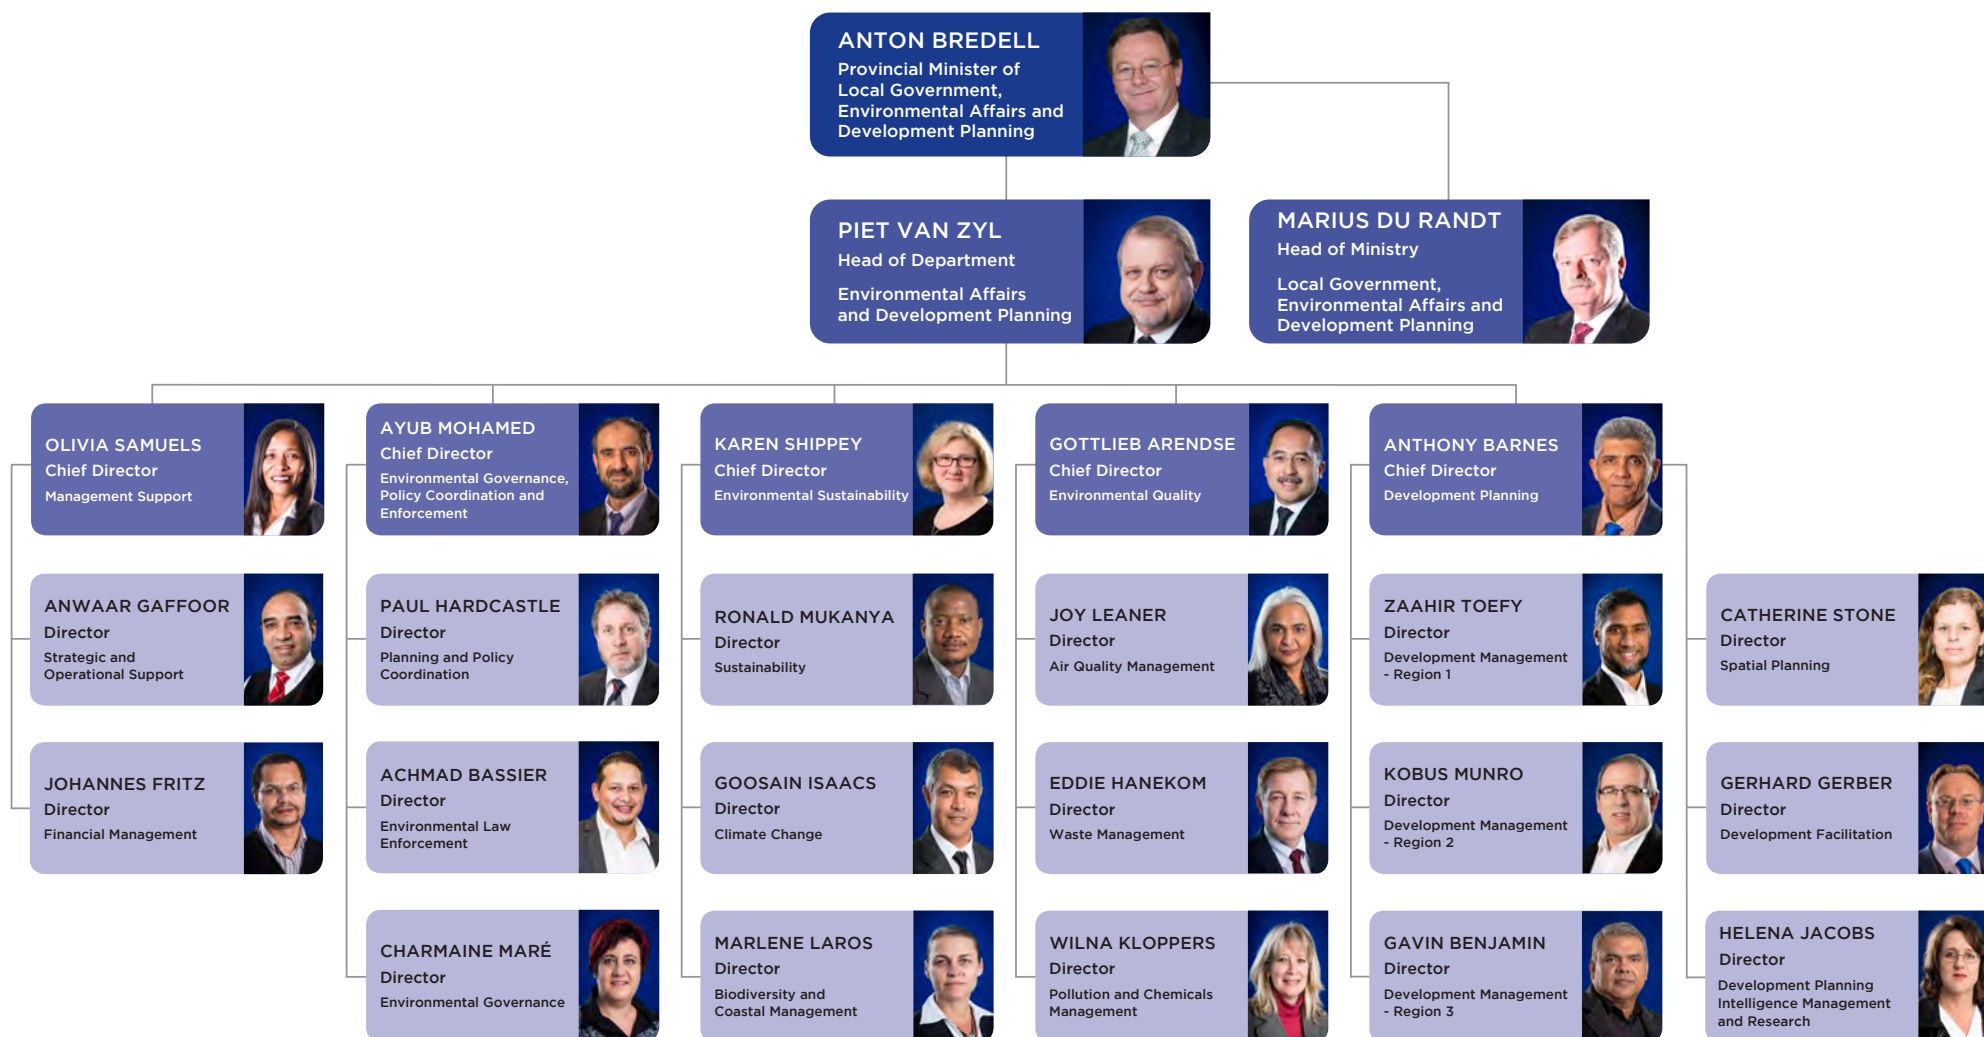 ANTON BREDELL
Provincial Minister of
Local Government,
Environmental Affairs and
Development Planning
PIET VAN ZYL
Head of Department
Environmental Affairs
and Development Planning
MARIUS DU RANDT
Head of Ministry
Local Government,
Environmental Affairs and
Development Planning
OLIVIA SAMUELS
Chief Director
Management Support
AYUB MOHAMED
Chief Director
Environmental Governance,
Policy Coordination and
Enforcement
KAREN SHIPPEY
Chief Director
Environmental Sustainability
GOTTLIEB ARENDSE
Chief Director
Environmental Quality
ANTHONY BARNES
Chief Director
Development Planning
ANWAAR GAFFOOR
Director
Strategic and
Operational Support
PAUL HARDCASTLE
Director
Planning and Policy
Coordination
RONALD MUKANYA
Director
Sustainability
JOY LEANER
Director
Air Quality Management
ZAAHIR TOEFY
Director
Development Management
- Region 1
CATHERINE STONE
Director
Spatial Planning
JOHANNES FRITZ
Director
Financial Management
ACHMAD BASSIER
Director
Environmental Law
Enforcement
GOOSAIN ISAACS
Director
Climate Change
EDDIE HANEKOM
Director
Waste Management
KOBUS MUNRO
Director
Development Management
- Region 2
GERHARD GERBER
Director
Development Facilitation
CHARMAINE MARÉ
Director
Environmental Governance
MARLENE LAROS
Director
Biodiversity and
Coastal Management
WILNA KLOPPERS
Director
Pollution and Chemicals
Management
GAVIN BENJAMIN
Director
Development Management
- Region 3
HELENA JACOBS
Director
Development Planning
Intelligence Management
and Research